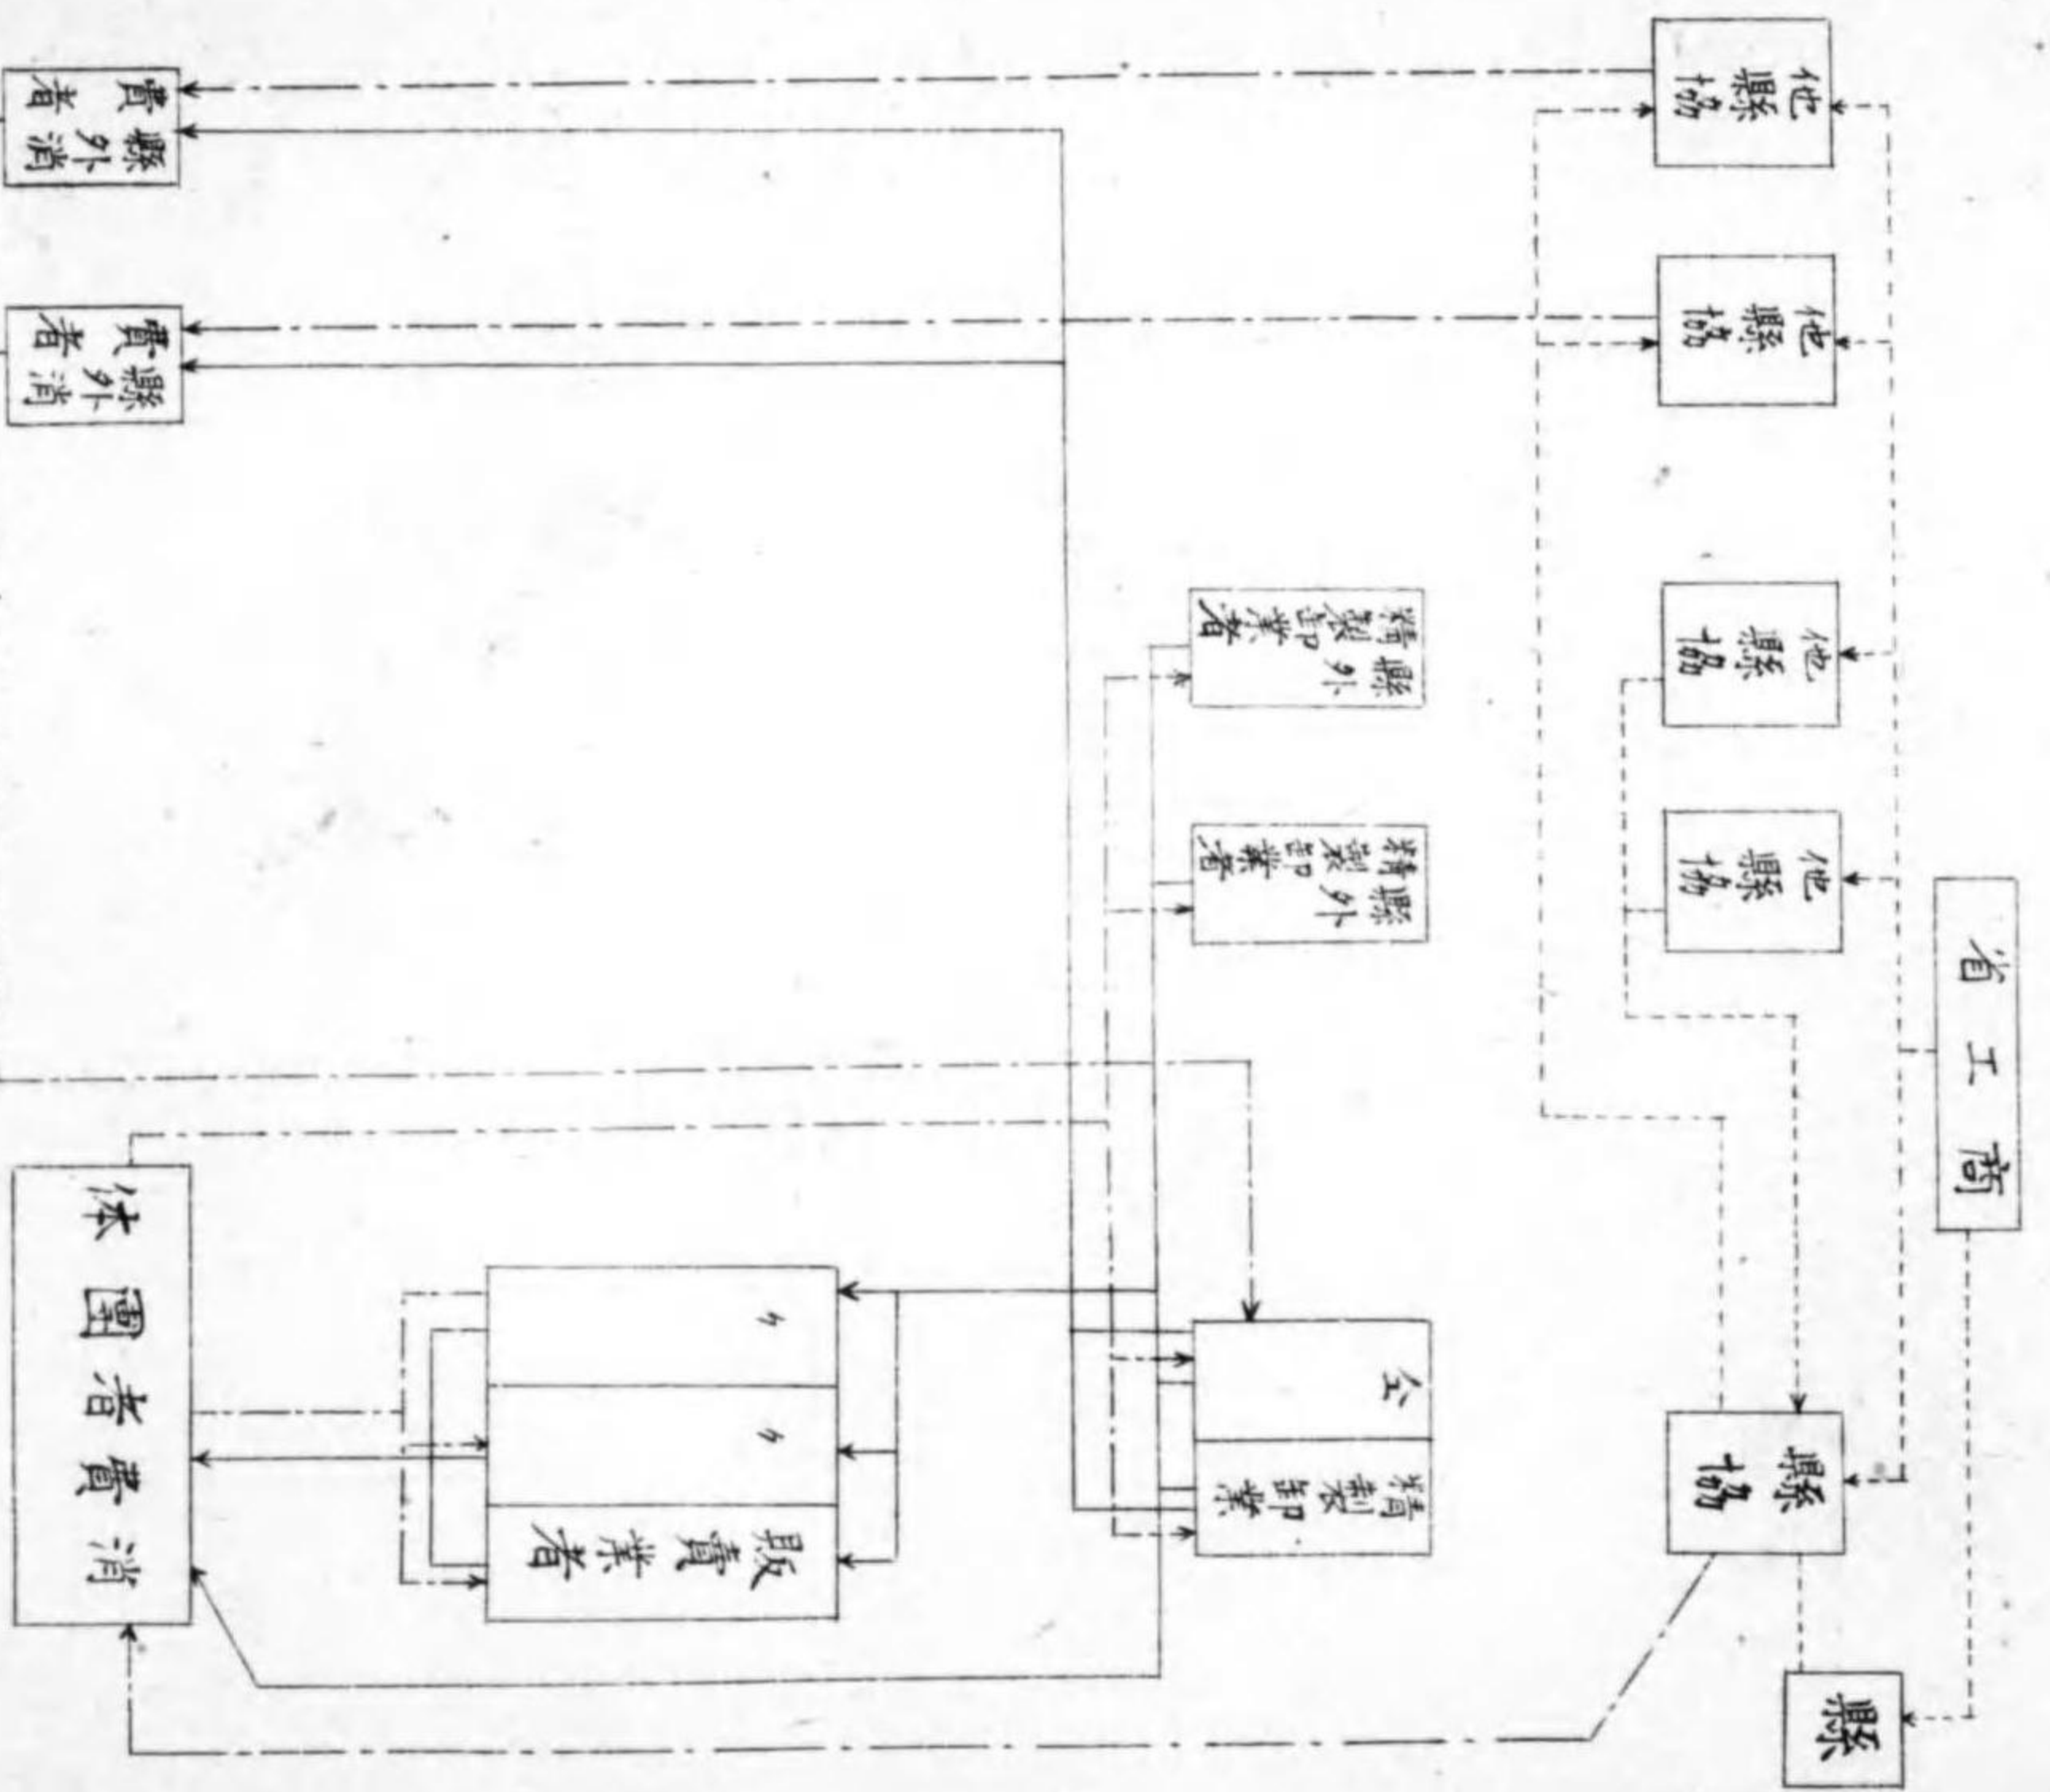 商工省
縣
縣協
他縣協
他縣協
他縣協
他縣協
精製卸業
仝
縣外
精製卸業者
縣外
精製卸業者
販賣業者
〃
〃
消費者團体
縣外消
費者
縣外消
費者